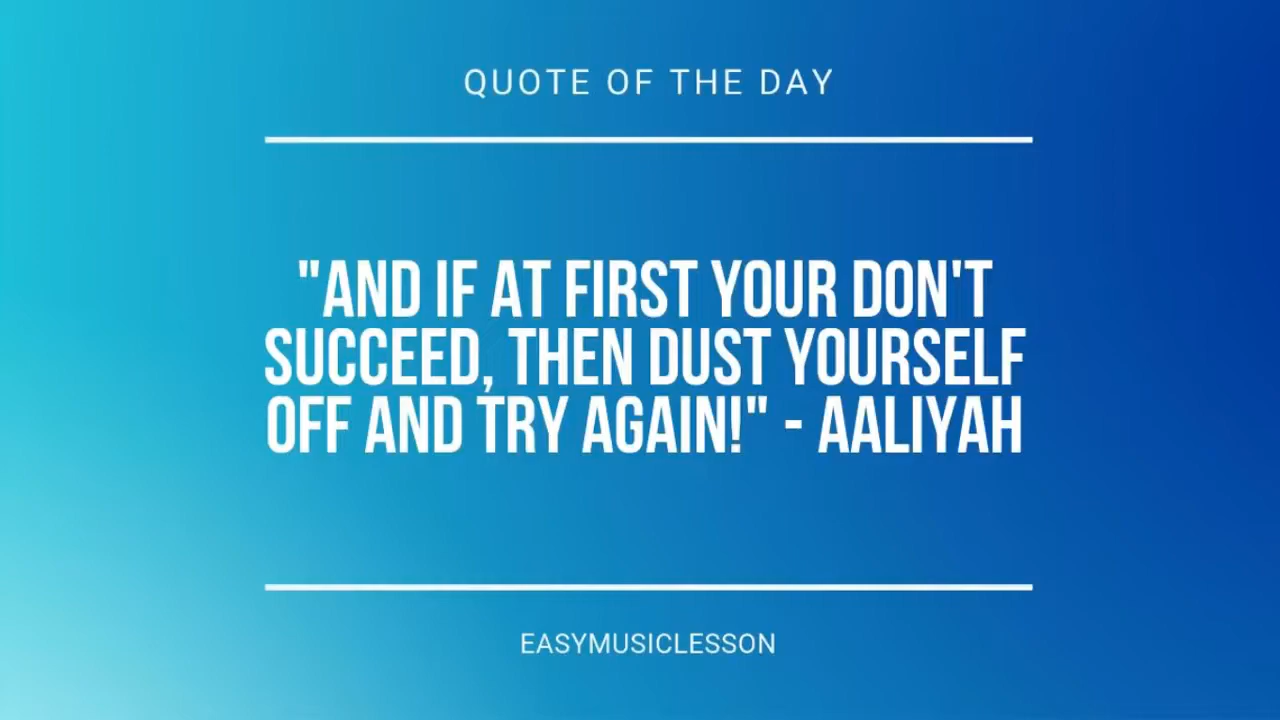 QUOTE OF THE DAY
"AND IF AT FIRST YOUR DON'T
SUCCEED, THEN DUST YOURSELF
OFF AND TRY AGAIN!" - AALIYAH
EASYMUSICLESSON